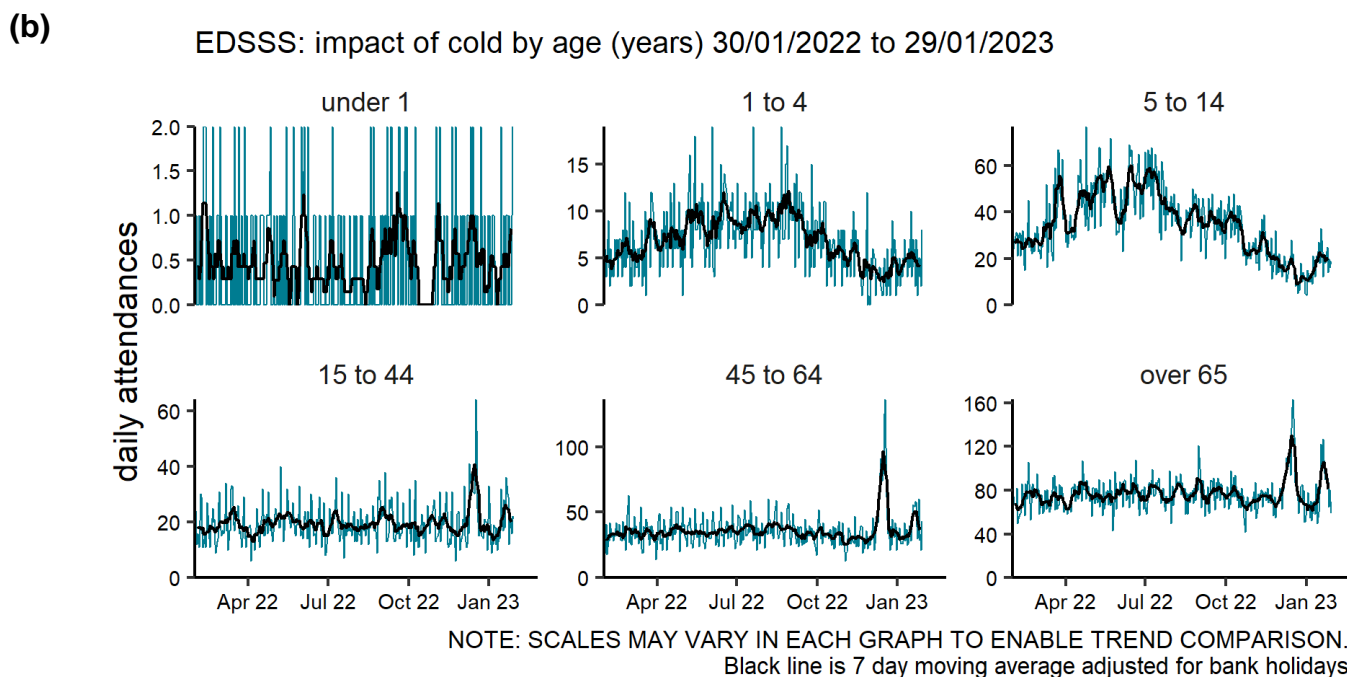 (b)
EDSSS: impact of cold by age (years) 30/01/2022 to 29/01/2023
under 1
1 to 4
5 to 14
2.0
1.5
1.0
0.5
0.0
15
10
5
0
60
40
20
0
daily attendances
15 to 44
45 to 64
over 65
60
40
20
0
100
50
0
160
120
80
40
0
Apr 22 Jul 22 Oct 22 Jan 23
Apr 22 Jul 22 Oct 22 Jan 23
Apr 22 Jul 22 Oct 22 Jan 23
NOTE: SCALES MAY VARY IN EACH GRAPH TO ENABLE TREND COMPARISON.
Black line is 7 day moving average adjusted for bank holidays